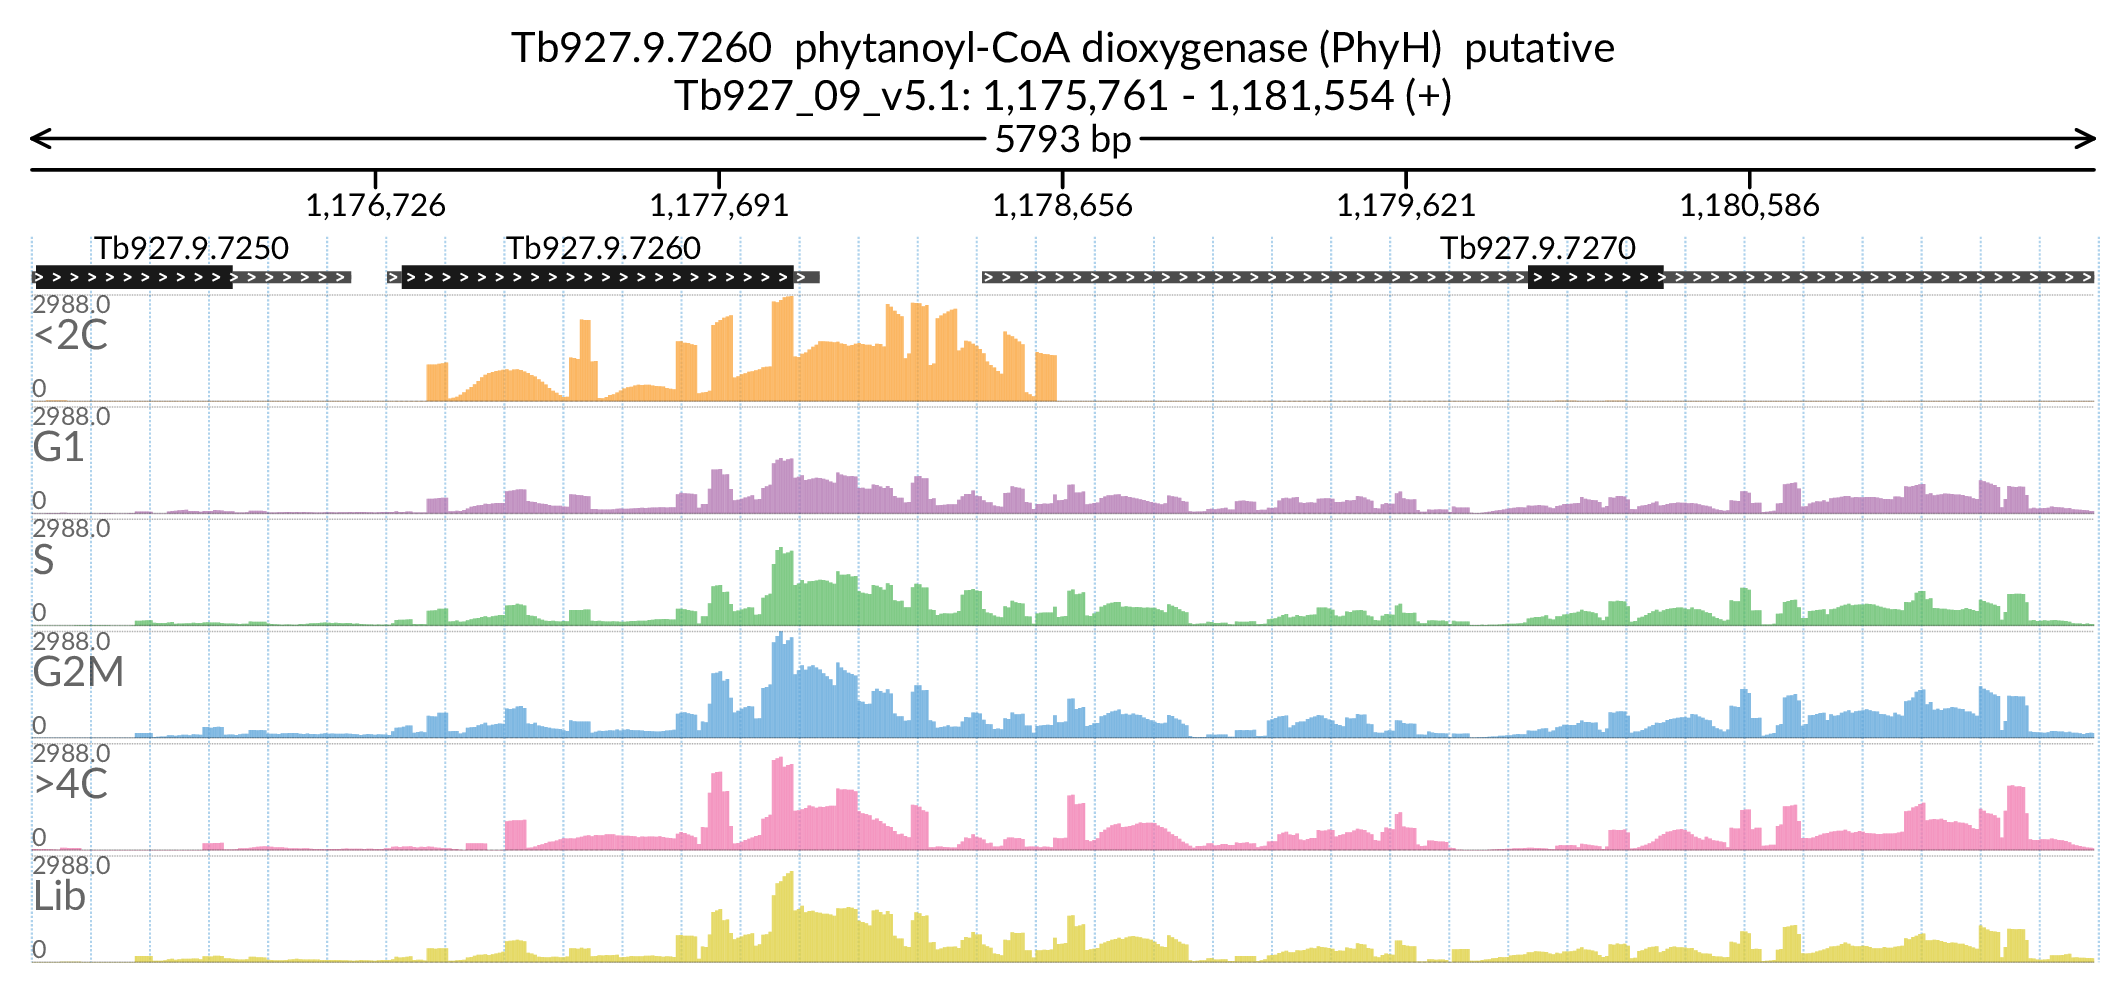 Tb927.9.7260  phytanoyl-CoA dioxygenase (PhyH)  putative
Tb927_09_v5.1: 1,175,761 - 1,181,554 (+)
5793 bp
1,176,726 1,177,691 1,178,656 1,179,621 1,180,586
Tb927.9.7250 Tb927.9.7260 Tb927.9.7270
2988.0
<2C
0
2988.0
G1
0
2988.0
S
0
2988.0
G2M
0
2988.0
>4C
0
2988.0
Lib
0